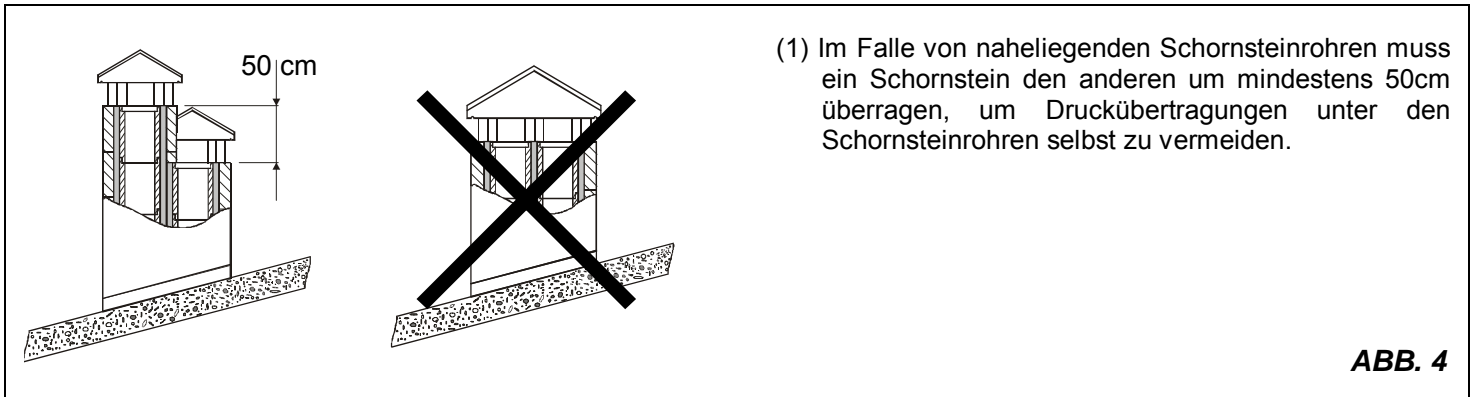 50 cm
(1) Im Falle von naheliegenden Schornsteinrohren muss
ein Schornstein den anderen um mindestens 50cm
überragen, um Druckübertragungen unter den
Schornsteinrohren selbst zu vermeiden.
ABB. 4